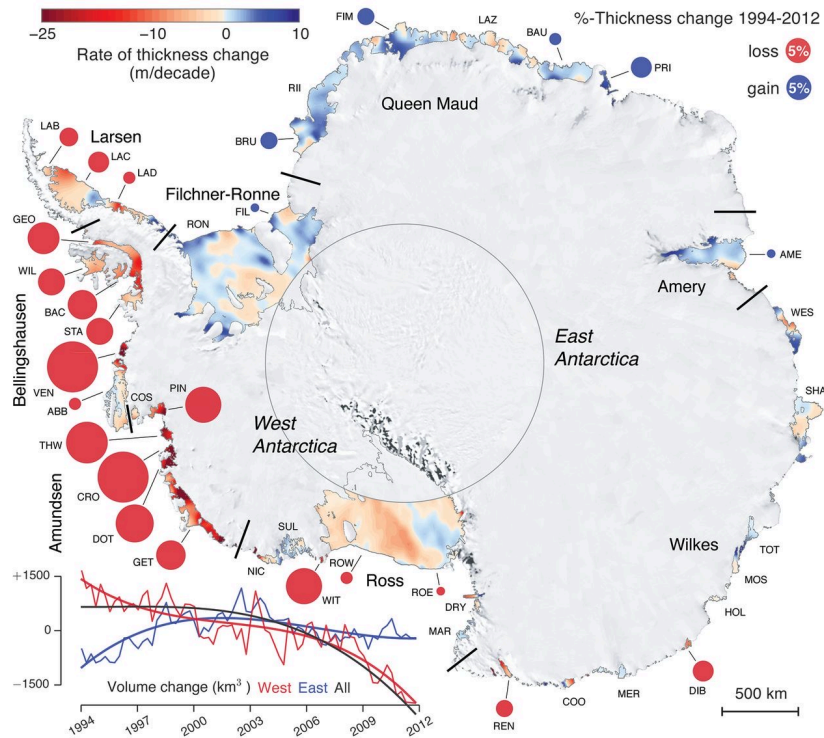 −25 −10 0 10
Rate of thickness change
(m/decade)
%-Thickness change 1994-2012
loss 5%
gain 5%
FIM
LAZ
BAU
PRI
RII
Queen Maud
BRU
LAB
Larsen
LAC
LAD
Filchner-Ronne
FIL
RON
GEO
WIL
BAC
STA
Bellingshausen
VEN
ABB
COS
PIN
THW
CRO
DOT
GET
Amundsen
West
Antarctica
East
Antarctica
AME
Amery
WES
SHA
Wilkes
TOT
MOS
HOL
DIB
MER
COO
REN
MAR
DRY
ROE
Ross
ROW
WIT
SUL
NIC
+1500
0
−1500
Volume change (km³) West East All
1994 1997 2000 2003 2006 2009 2012
500 km